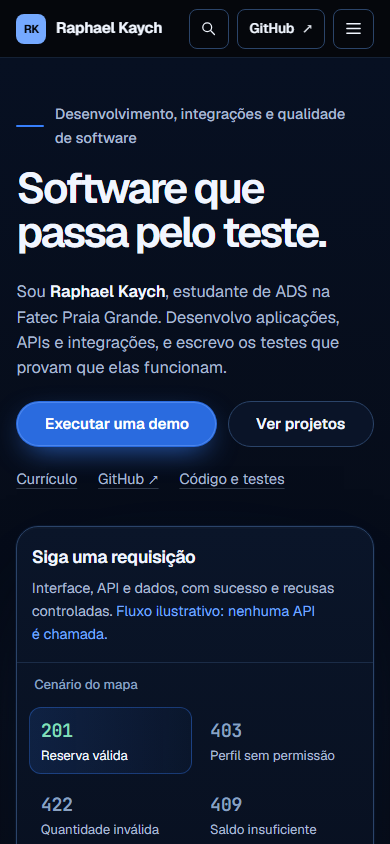 RK Raphael Kaych GitHub ↗
Desenvolvimento, integrações e qualidade
de software
Software que
passa pelo teste.
Sou Raphael Kaych, estudante de ADS na
Fatec Praia Grande. Desenvolvo aplicações,
APIs e integrações, e escrevo os testes que
provam que elas funcionam.
Executar uma demo Ver projetos
Currículo GitHub ↗ Código e testes
Siga uma requisição
Interface, API e dados, com sucesso e recusas
controladas. Fluxo ilustrativo: nenhuma API
é chamada.
Cenário do mapa
201 403
Reserva válida Perfil sem permissão
422 409
Quantidade inválida Saldo insuficiente